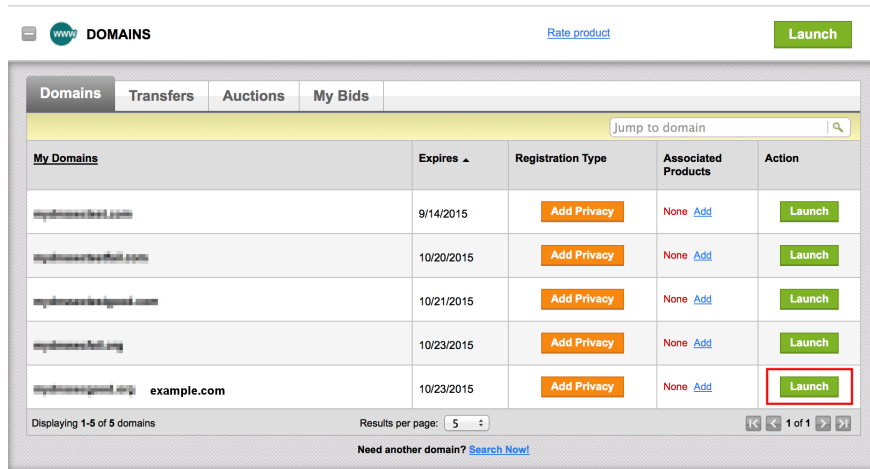 www DOMAINS Rate product Launch
Domains Transfers Auctions My Bids
Jump to domain
My Domains Expires Registration Type Associated Products Action
9/14/2015 Add Privacy None Add Launch
10/20/2015 Add Privacy None Add Launch
10/21/2015 Add Privacy None Add Launch
10/23/2015 Add Privacy None Add Launch
example.com 10/23/2015 Add Privacy None Add Launch
Displaying 1-5 of 5 domains Results per page: 5 1 of 1
Need another domain? Search Now!